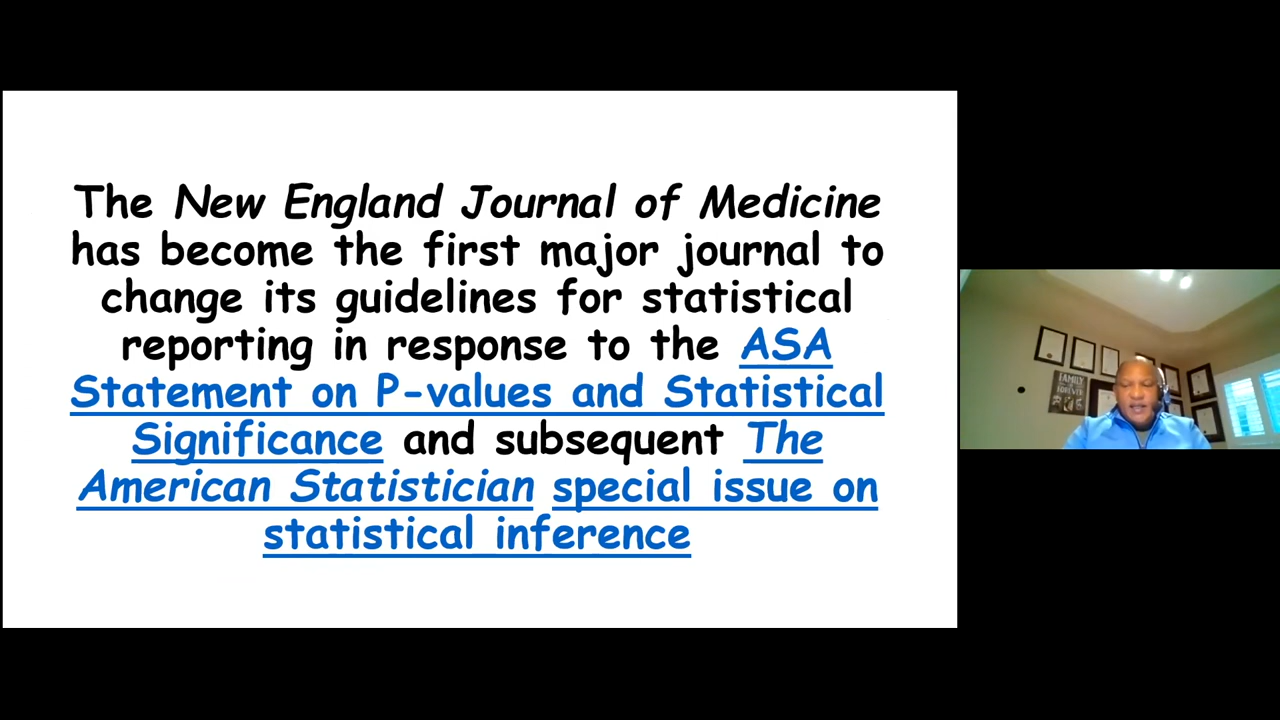 The New England Journal of Medicine
has become the first major journal to
change its guidelines for statistical
reporting in response to the ASA
Statement on P-values and Statistical
Significance and subsequent The
American Statistician special issue on
statistical inference
FAMILY
FOREVER